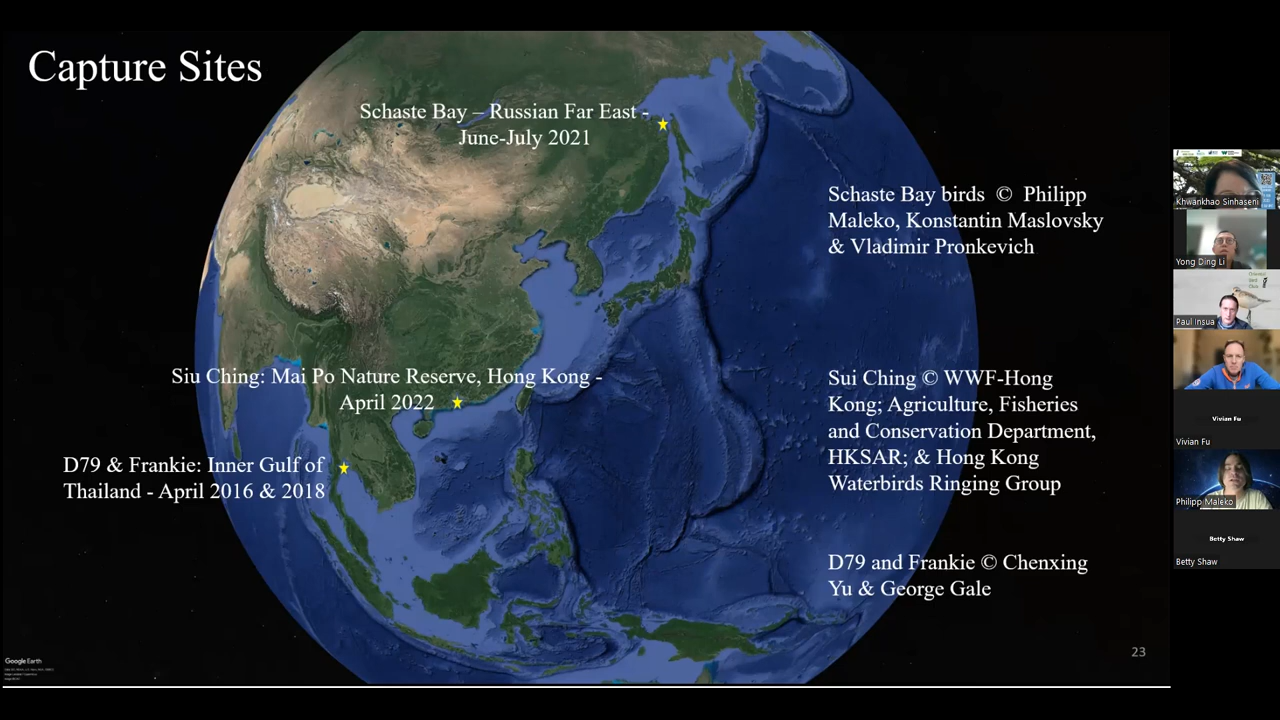 Capture Sites
Schaste Bay – Russian Far East -
June-July 2021
Schaste Bay birds © Philipp
Maleko, Konstantin Maslovsky
& Vladimir Pronkevich
Siu Ching: Mai Po Nature Reserve, Hong Kong -
April 2022
Sui Ching © WWF-Hong
Kong; Agriculture, Fisheries
and Conservation Department,
HKSAR; & Hong Kong
Waterbirds Ringing Group
D79 & Frankie: Inner Gulf of
Thailand - April 2016 & 2018
D79 and Frankie © Chenxing
Yu & George Gale
23
Google Earth
Khwankhao Sinhaseni
Yong Ding Li
Paul Insua
Vivian Fu
Vivian Fu
Philipp Maleko
Betty Shaw
Betty Shaw